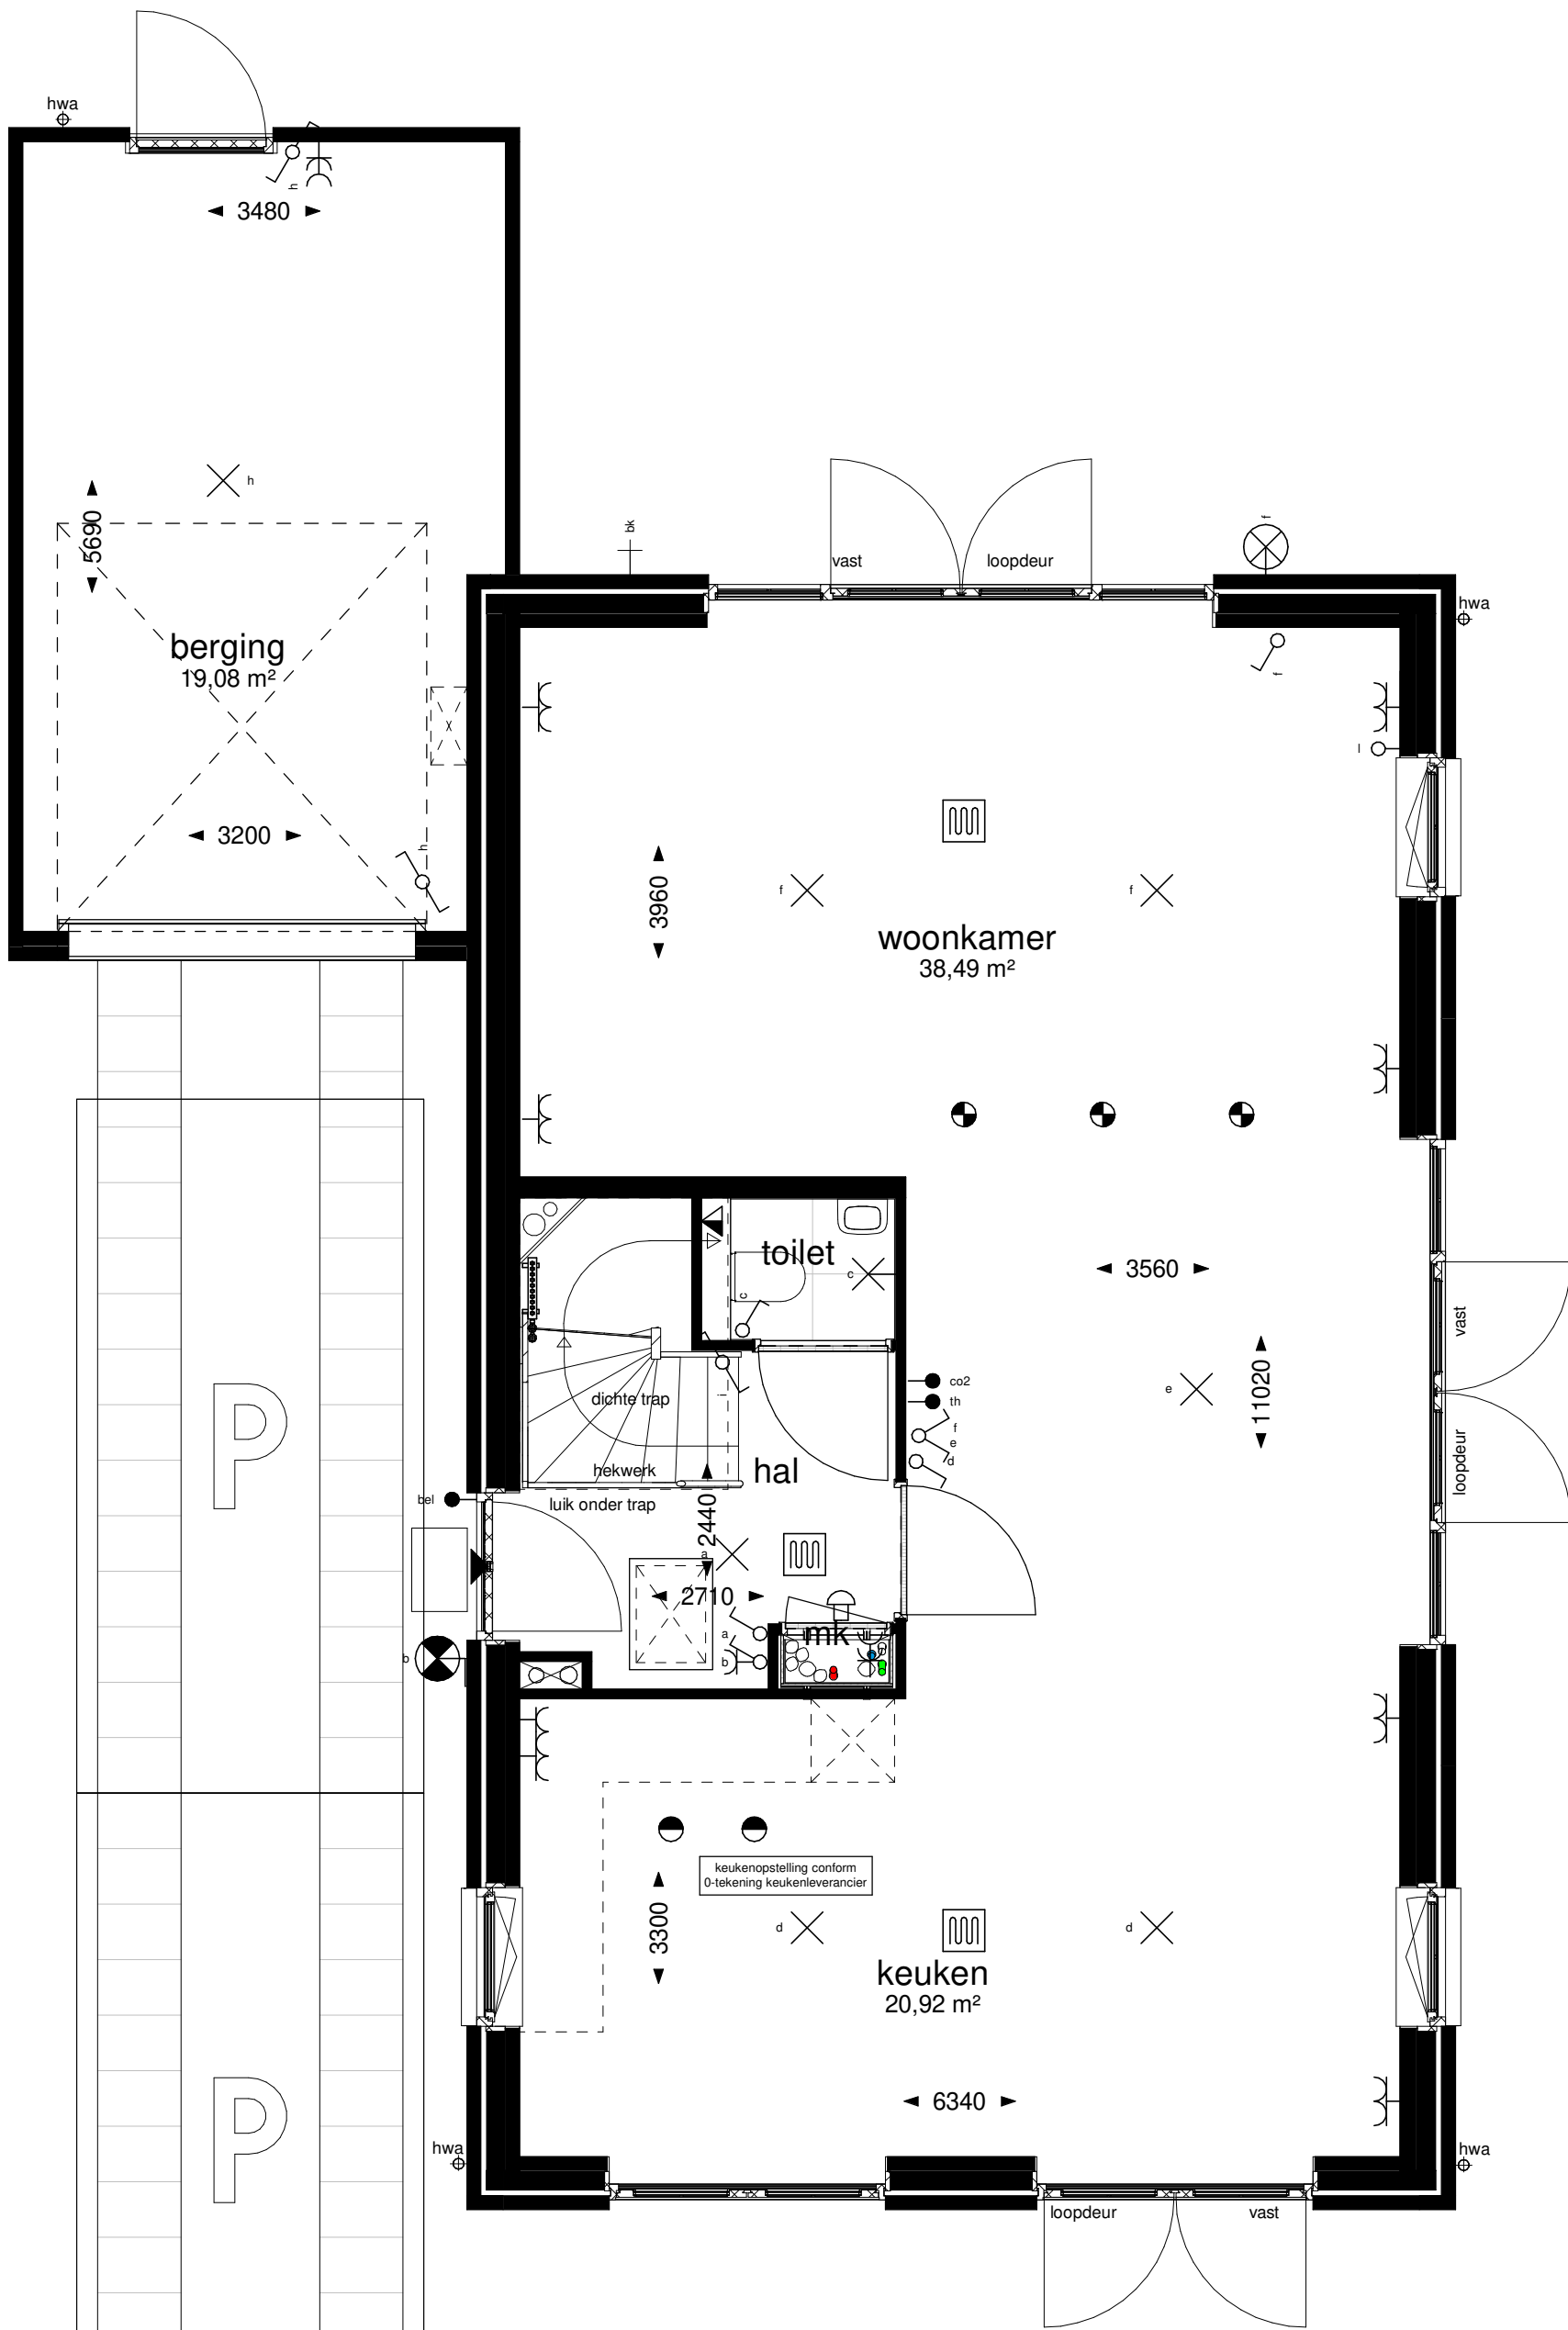 hwa
h
3480
h
5690
berging
19,08 m²
3200
h
bk
vast
loopdeur
f
hwa
f
l
3960
f
f
woonkamer
38,49 m²
toilet
c
c
3560
vast
i
co2
th
e
11020
dichte trap
f
e
d
loopdeur
hekwerk
hal
bel
luik onder trap
2440
a
2710
a
mk
b
b
P
keukenopstelling conform
0-tekening keukenleverancier
3300
d
d
keuken
20,92 m²
6340
P
hwa
hwa
loopdeur
vast